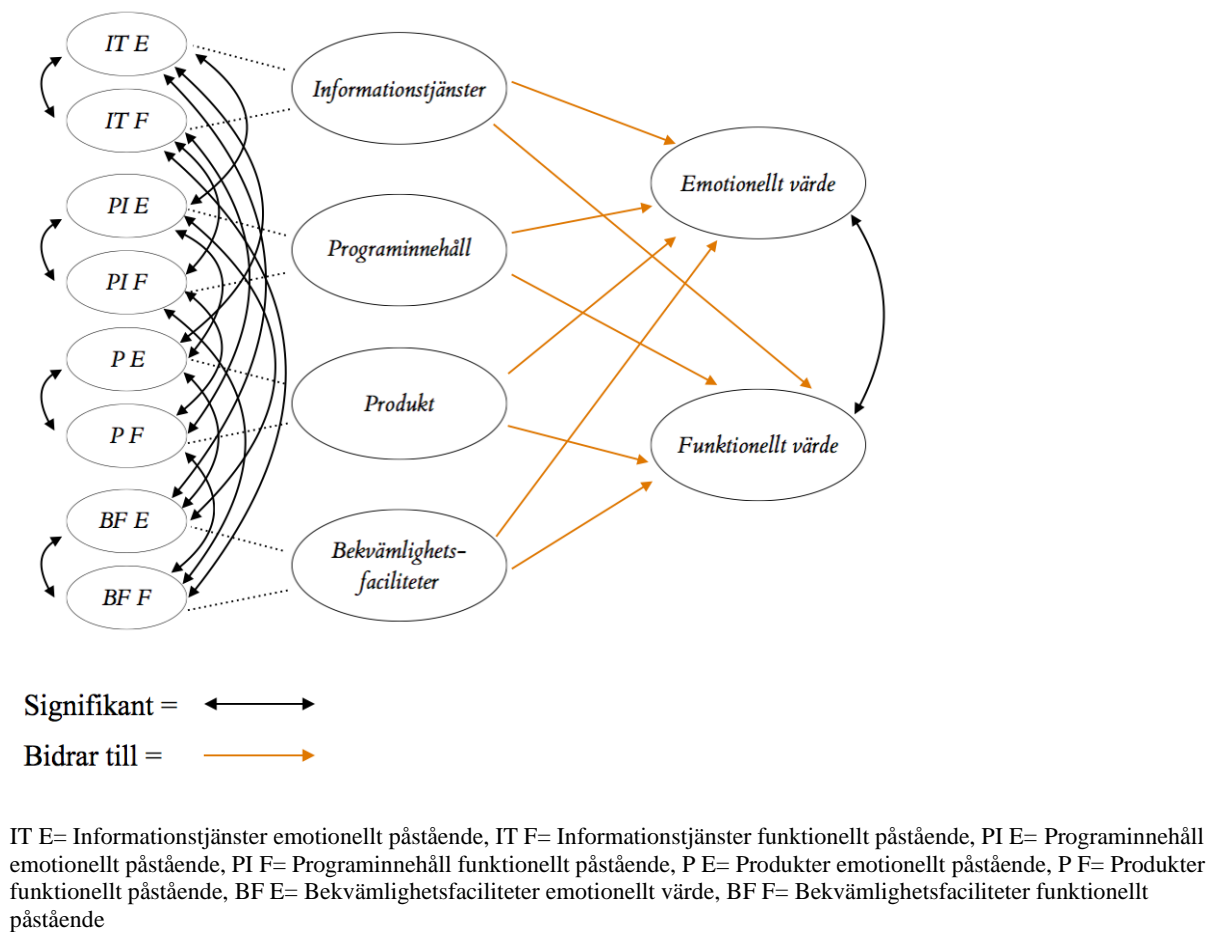 IT E
IT F
PI E
PI F
P E
P F
BF E
BF F
Informationstjänster
Programinnehåll
Produkt
Bekvämlighets-
faciliteter
Emotionellt värde
Funktionellt värde
Signifikant =
Bidrar till =
IT E= Informationstjänster emotionellt påstående, IT F= Informationstjänster funktionellt påstående, PI E= Programinnehåll
emotionellt påstående, PI F= Programinnehåll funktionellt påstående, P E= Produkter emotionellt påstående, P F= Produkter
funktionellt påstående, BF E= Bekvämlighetsfaciliteter emotionellt värde, BF F= Bekvämlighetsfaciliteter funktionellt
påstående